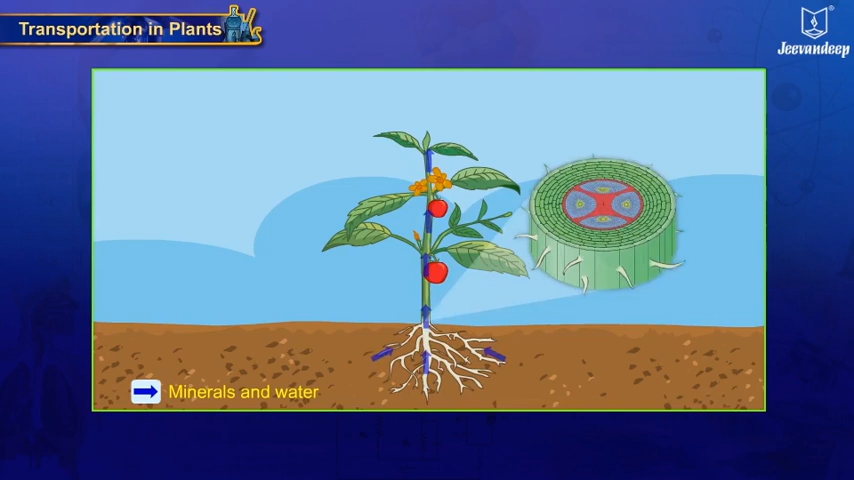 Transportation in Plants
Jeevandeep
Minerals and water